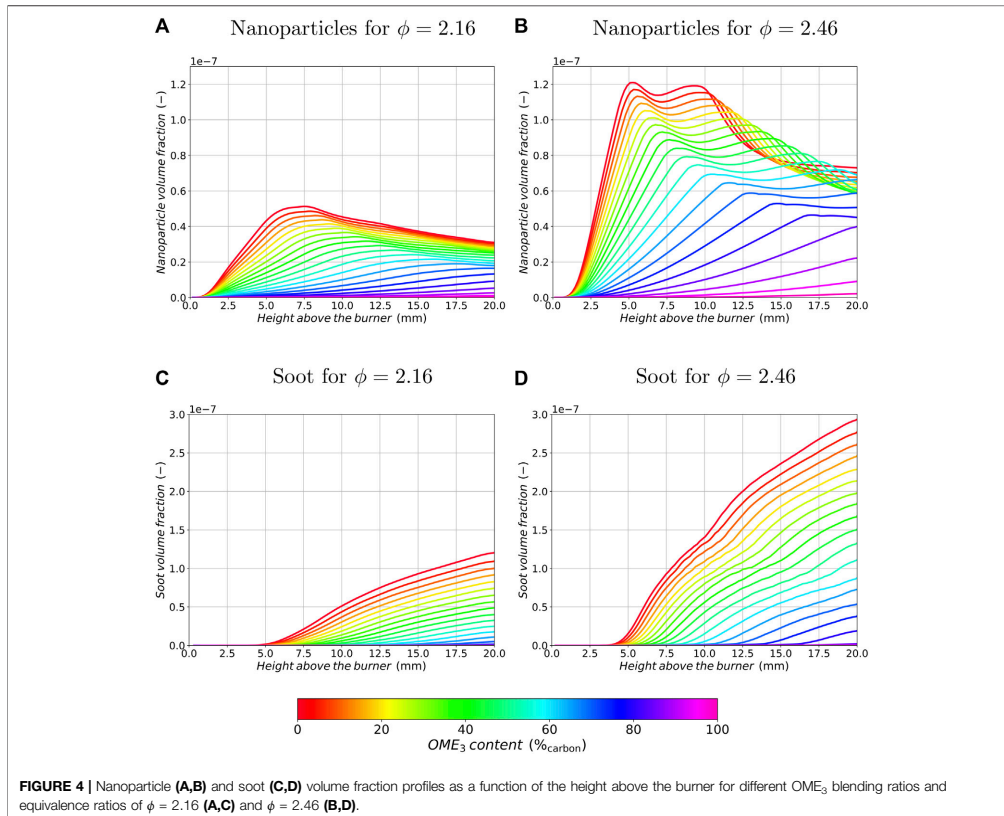 A Nanoparticles for ϕ = 2.16
1e−7
1.2
1.0
0.8
0.6
0.4
0.2
0.0
Nanoparticle volume fraction (−)
0.0 2.5 5.0 7.5 10.0 12.5 15.0 17.5 20.0
Height above the burner (mm)
B Nanoparticles for ϕ = 2.46
1e−7
1.2
1.0
0.8
0.6
0.4
0.2
0.0
Nanoparticle volume fraction (−)
0.0 2.5 5.0 7.5 10.0 12.5 15.0 17.5 20.0
Height above the burner (mm)
C Soot for ϕ = 2.16
1e−7
3.0
2.5
2.0
1.5
1.0
0.5
0.0
Soot volume fraction (−)
0.0 2.5 5.0 7.5 10.0 12.5 15.0 17.5 20.0
Height above the burner (mm)
D Soot for ϕ = 2.46
1e−7
3.0
2.5
2.0
1.5
1.0
0.5
0.0
Soot volume fraction (−)
0.0 2.5 5.0 7.5 10.0 12.5 15.0 17.5 20.0
Height above the burner (mm)
0 20 40 60 80 100
OME₃ content (%carbon)
FIGURE 4 | Nanoparticle (A,B) and soot (C,D) volume fraction profiles as a function of the height above the burner for different OME₃ blending ratios and
equivalence ratios of ϕ = 2.16 (A,C) and ϕ = 2.46 (B,D).